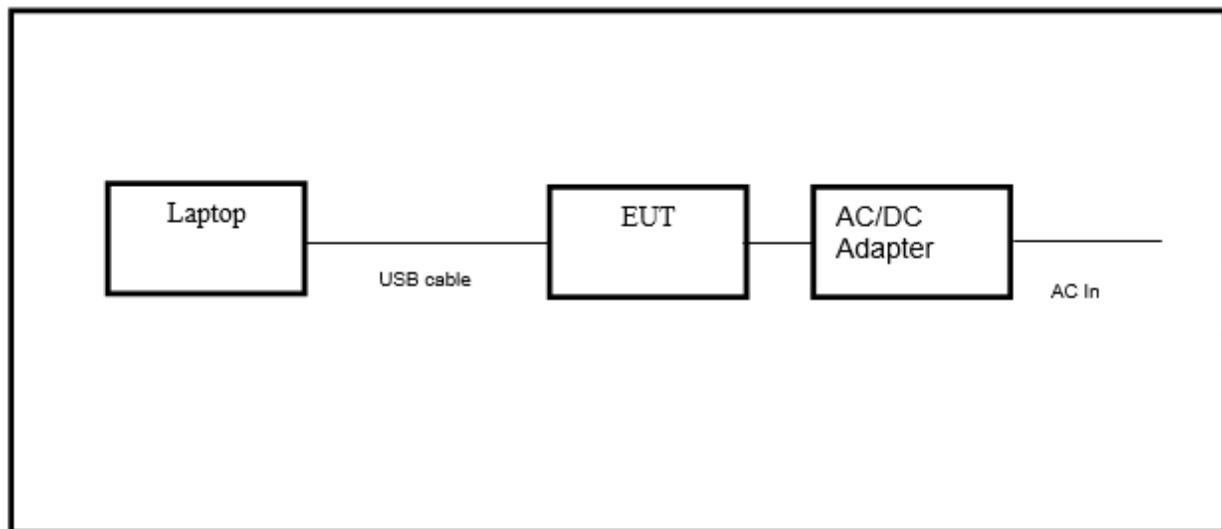 Laptop
USB cable
EUT
AC/DC
Adapter
AC In